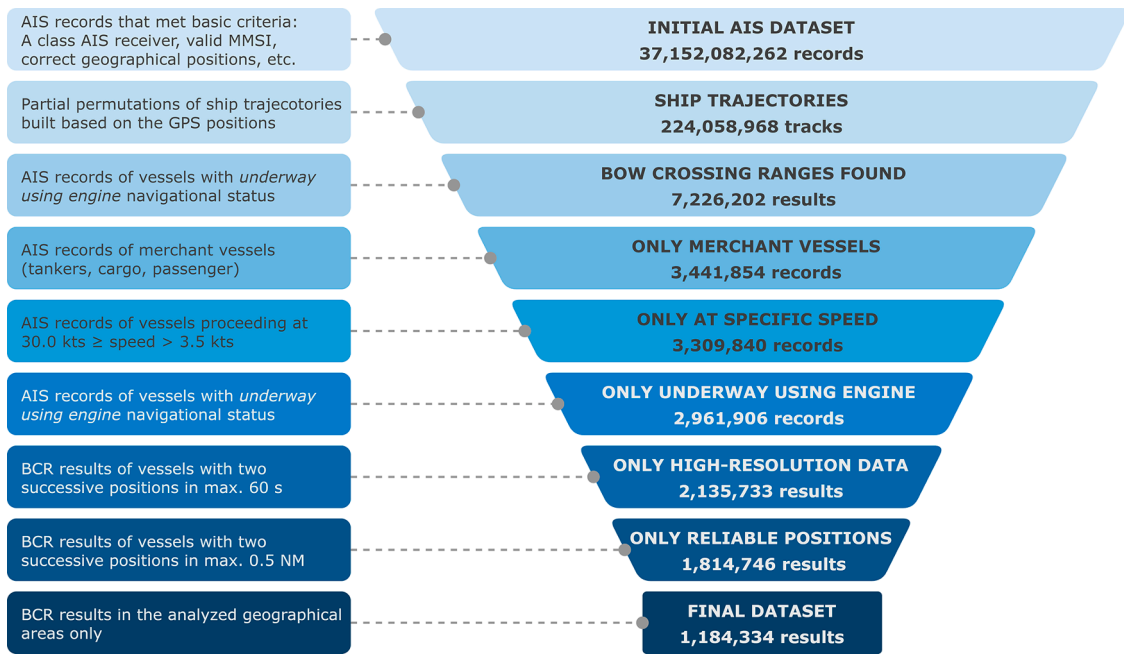 AIS records that met basic criteria:
A class AIS receiver, valid MMSI,
correct geographical positions, etc.
INITIAL AIS DATASET
37,152,082,262 records
Partial permutations of ship trajecotories
built based on the GPS positions
SHIP TRAJECTORIES
224,058,968 tracks
AIS records of vessels with underway
using engine navigational status
BOW CROSSING RANGES FOUND
7,226,202 results
AIS records of merchant vessels
(tankers, cargo, passenger)
ONLY MERCHANT VESSELS
3,441,854 records
AIS records of vessels proceeding at
30.0 kts ≥ speed > 3.5 kts
ONLY AT SPECIFIC SPEED
3,309,840 records
AIS records of vessels with underway
using engine navigational status
ONLY UNDERWAY USING ENGINE
2,961,906 records
BCR results of vessels with two
successive positions in max. 60 s
ONLY HIGH-RESOLUTION DATA
2,135,733 results
BCR results of vessels with two
successive positions in max. 0.5 NM
ONLY RELIABLE POSITIONS
1,814,746 results
BCR results in the analyzed geographical
areas only
FINAL DATASET
1,184,334 results